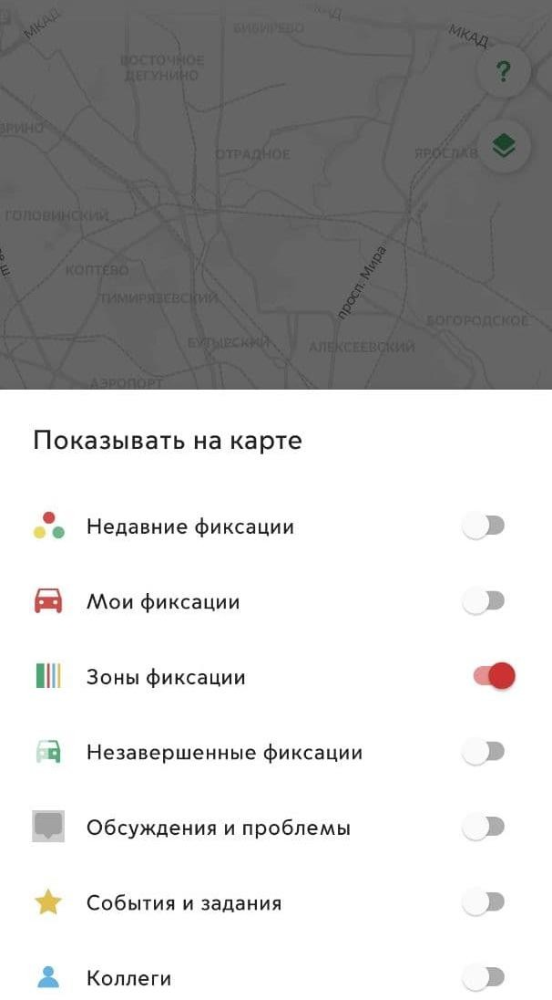 МКАД
БИБИРЕВО
МКАД
ВОСТОЧНОЕ
ДЕГУНИНО
?
ОТРАДНОЕ
ЯРОСЛАВ
ГОЛОВИНСКИЙ
КОПТЕВО
просп. Мира
ТИМИРЯЗЕВСКИЙ
БОГОРОДСКОЕ
БУТЫРСКИЙ
АЛЕКСЕЕВСКИЙ
АЭРОПОРТ
Показывать на карте
Недавние фиксации
Мои фиксации
Зоны фиксации
Незавершенные фиксации
Обсуждения и проблемы
События и задания
Коллеги